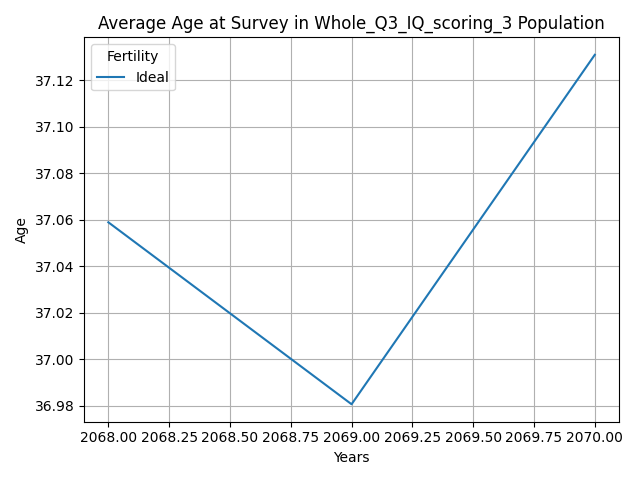 Average Age at Survey in Whole_Q3_IQ_scoring_3 Population
Fertility
Ideal
37.12
37.10
37.08
37.06
37.04
37.02
37.00
36.98
Age
2068.00 2068.25 2068.50 2068.75 2069.00 2069.25 2069.50 2069.75 2070.00
Years